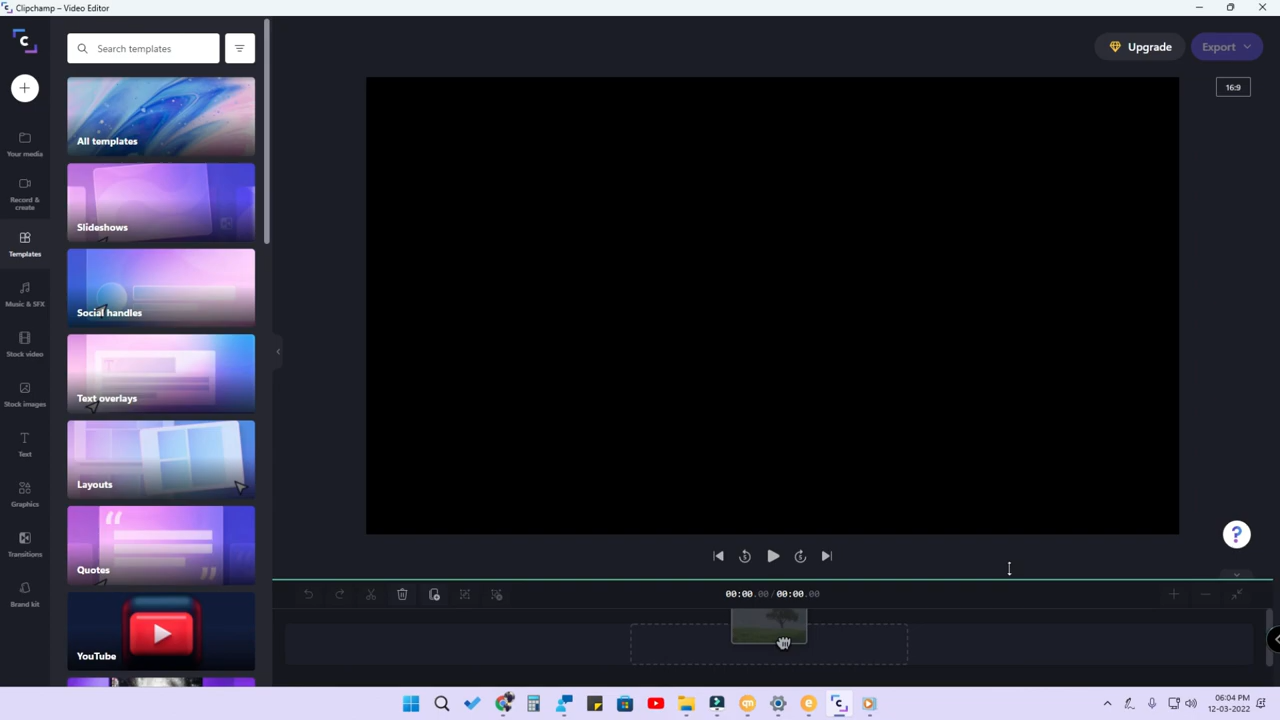 Clipchamp – Video Editor
Search templates
Upgrade
Export
16:9
All templates
Your media
Record &
create
Slideshows
Templates
Social handles
Music & SFX
Stock video
Text overlays
Stock images
Text
Layouts
Graphics
Quotes
Transitions
Brand kit
YouTube
5
5
?
00:00.00 / 00:00.00
06:04 PM
12-03-2022